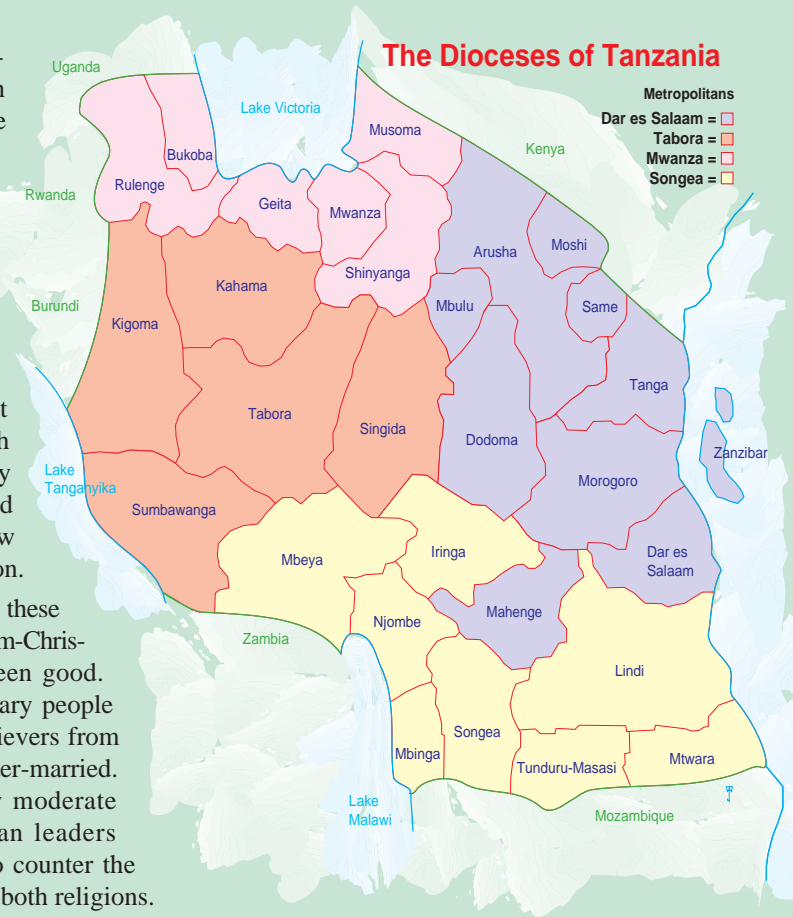 The Dioceses of Tanzania
Metropolitans
Dar es Salaam =
Tabora =
Mwanza =
Songea =
Uganda
Lake Victoria
Kenya
Rwanda
Burundi
Musoma
Bukoba
Rulenge
Geita
Mwanza
Shinyanga
Arusha
Moshi
Kahama
Mbulu
Same
Kigoma
Tabora
Singida
Dodoma
Tanga
Zanzibar
Morogoro
Lake
Tanganyika
Sumbawanga
Mbeya
Iringa
Dar es
Salaam
Mahenge
Njombe
Zambia
Lindi
Songea
Mbinga
Tunduru-Masasi
Mtwara
Lake
Malawi
Mozambique
-
n
e
t
h
y
d
w
on.
these
m-Chris-
een good.
ary people
ievers from
ter-married.
y moderate
an leaders
o counter the
both religions.